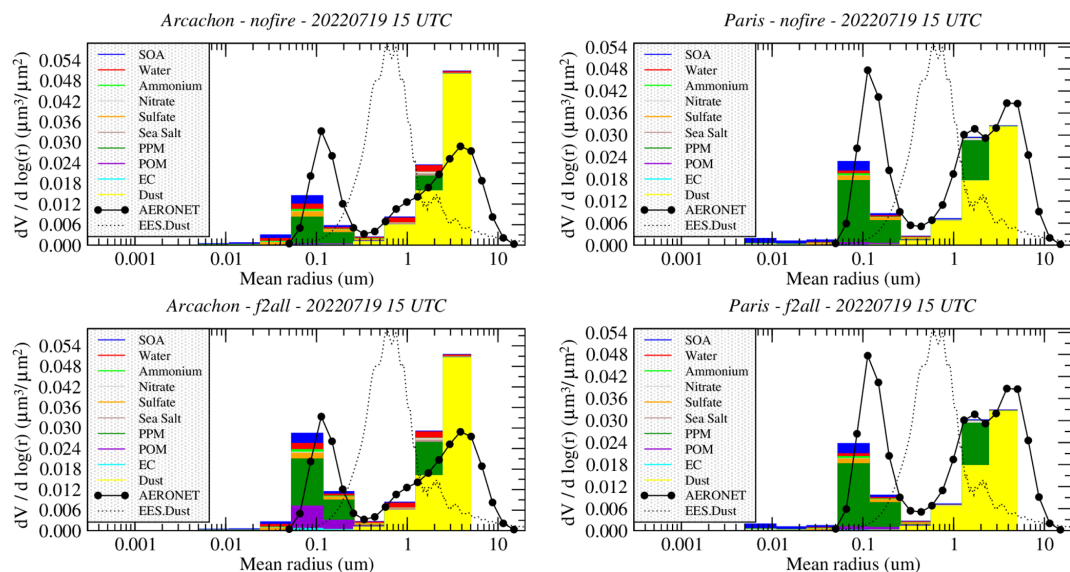 Arcachon - nofire - 20220719 15 UTC
dV / d log(r) (μm³/μm²)
0.054
0.048
0.042
0.036
0.030
0.024
0.018
0.012
0.006
0.000
SOA
Water
Ammonium
Nitrate
Sulfate
Sea Salt
PPM
POM
EC
Dust
AERONET
EES.Dust
0.001 0.01 0.1 1 10
Mean radius (um)
Paris - nofire - 20220719 15 UTC
dV / d log(r) (μm³/μm²)
0.054
0.048
0.042
0.036
0.030
0.024
0.018
0.012
0.006
0.000
SOA
Water
Ammonium
Nitrate
Sulfate
Sea Salt
PPM
POM
EC
Dust
AERONET
EES.Dust
0.001 0.01 0.1 1 10
Mean radius (um)
Arcachon - f2all - 20220719 15 UTC
dV / d log(r) (μm³/μm²)
0.054
0.048
0.042
0.036
0.030
0.024
0.018
0.012
0.006
0.000
SOA
Water
Ammonium
Nitrate
Sulfate
Sea Salt
PPM
POM
EC
Dust
AERONET
EES.Dust
0.001 0.01 0.1 1 10
Mean radius (um)
Paris - f2all - 20220719 15 UTC
dV / d log(r) (μm³/μm²)
0.054
0.048
0.042
0.036
0.030
0.024
0.018
0.012
0.006
0.000
SOA
Water
Ammonium
Nitrate
Sulfate
Sea Salt
PPM
POM
EC
Dust
AERONET
EES.Dust
0.001 0.01 0.1 1 10
Mean radius (um)